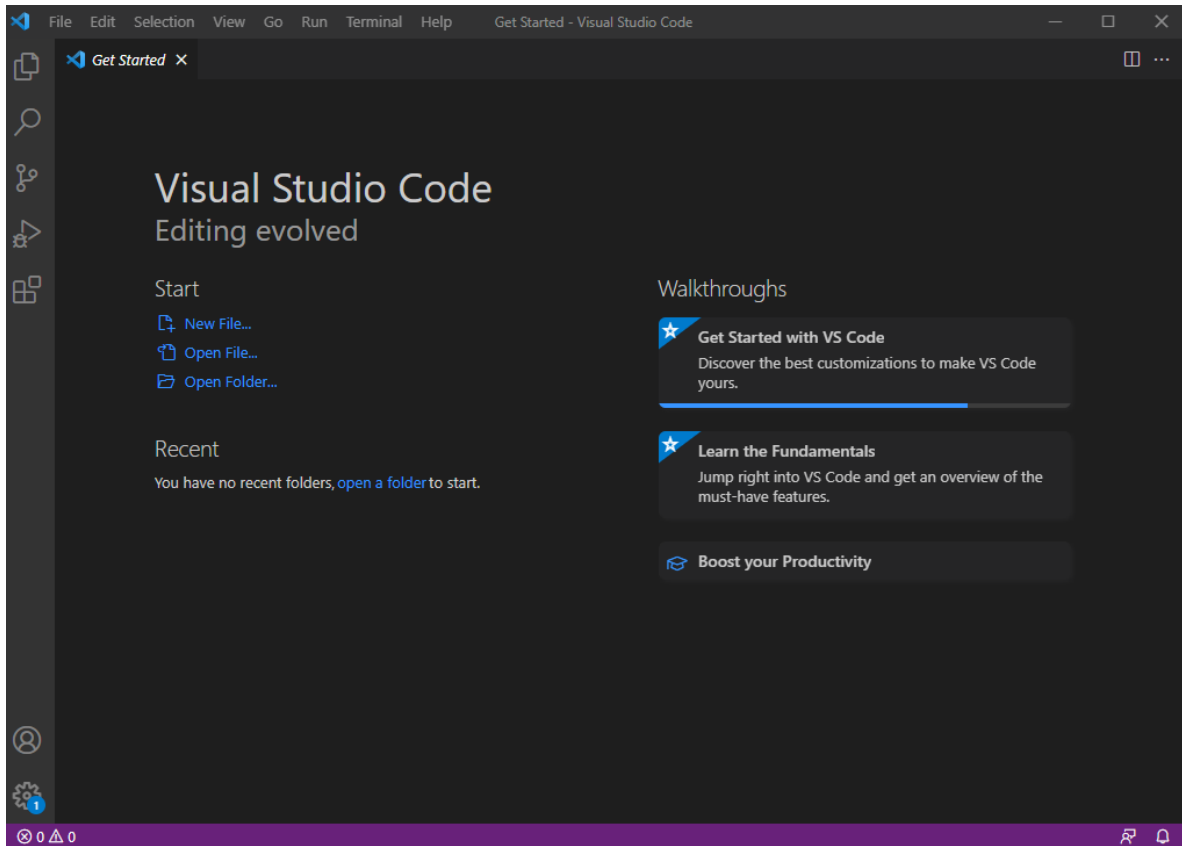 File Edit Selection View Go Run Terminal Help Get Started - Visual Studio Code
Get Started
Visual Studio Code
Editing evolved
Start
New File...
Open File...
Open Folder...
Recent
You have no recent folders, open a folder to start.
Walkthroughs
Get Started with VS Code
Discover the best customizations to make VS Code
yours.
Learn the Fundamentals
Jump right into VS Code and get an overview of the
must-have features.
Boost your Productivity
1
0 0